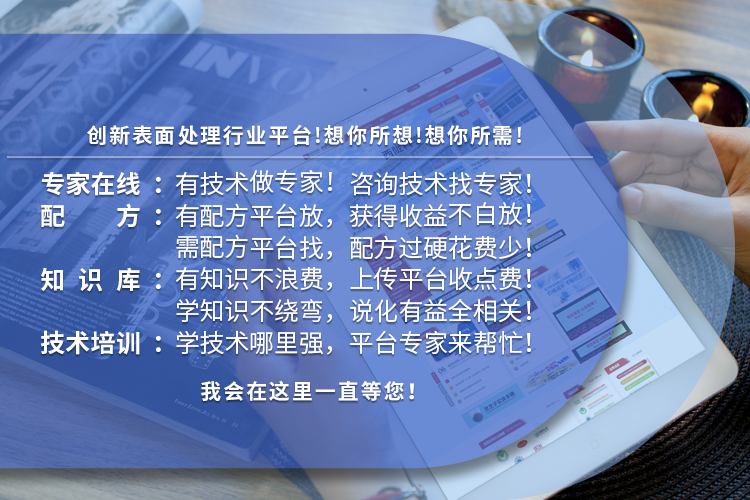 创新表面处理行业平台!想你所想!想你所需!
专家在线：有技术做专家！咨询技术找专家！
配 方：有配方平台放，获得收益不白放！
需配方平台找，配方过硬花费少！
知 识 库：有知识不浪费，上传平台收点费！
学知识不绕弯，说化有益全相关！
技术培训：学技术哪里强，平台专家来帮忙！
我会在这里一直等您！
INVO